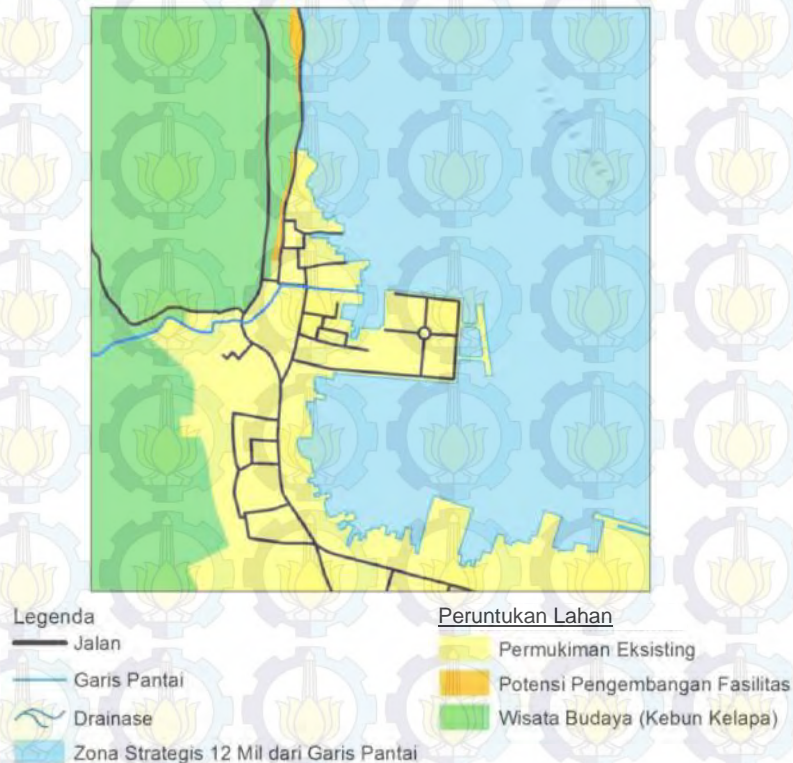 Legenda
Jalan
Garis Pantai
Drainase
Zona Strategis 12 Mil dari Garis Pantai
Peruntukan Lahan
Permukiman Eksisting
Potensi Pengembangan Fasilitas
Wisata Budaya (Kebun Kelapa)